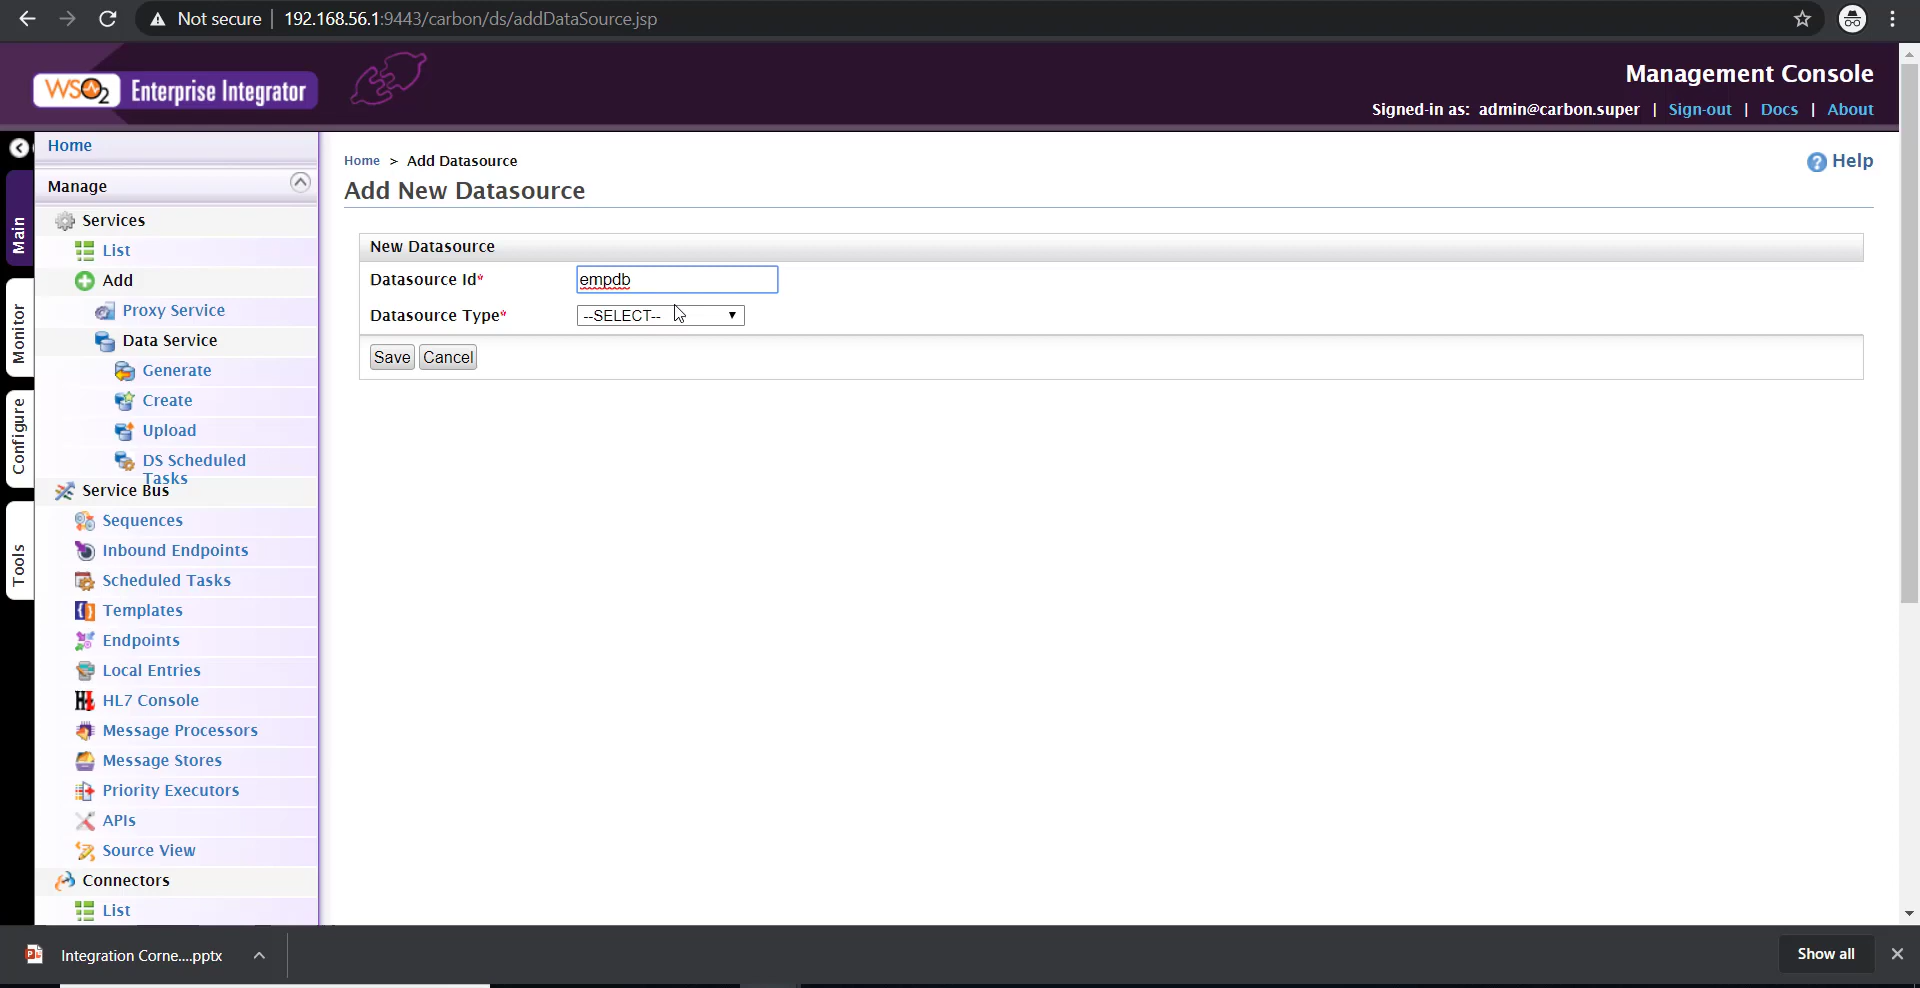 Not secure | 192.168.56.1:9443/carbon/ds/addDataSource.jsp
WSO2 Enterprise Integrator
Management Console
Signed-in as: admin@carbon.super | Sign-out | Docs | About
Main
Monitor
Configure
Tools
Home
Manage
Services
List
Add
Proxy Service
Data Service
Generate
Create
Upload
DS Scheduled
Tasks
Service Bus
Sequences
Inbound Endpoints
Scheduled Tasks
Templates
Endpoints
Local Entries
HL7 Console
Message Processors
Message Stores
Priority Executors
APIs
Source View
Connectors
List
Home > Add Datasource
Help
Add New Datasource
New Datasource
Datasource Id* empdb
Datasource Type* --SELECT--
Save Cancel
Integration Corne....pptx
Show all